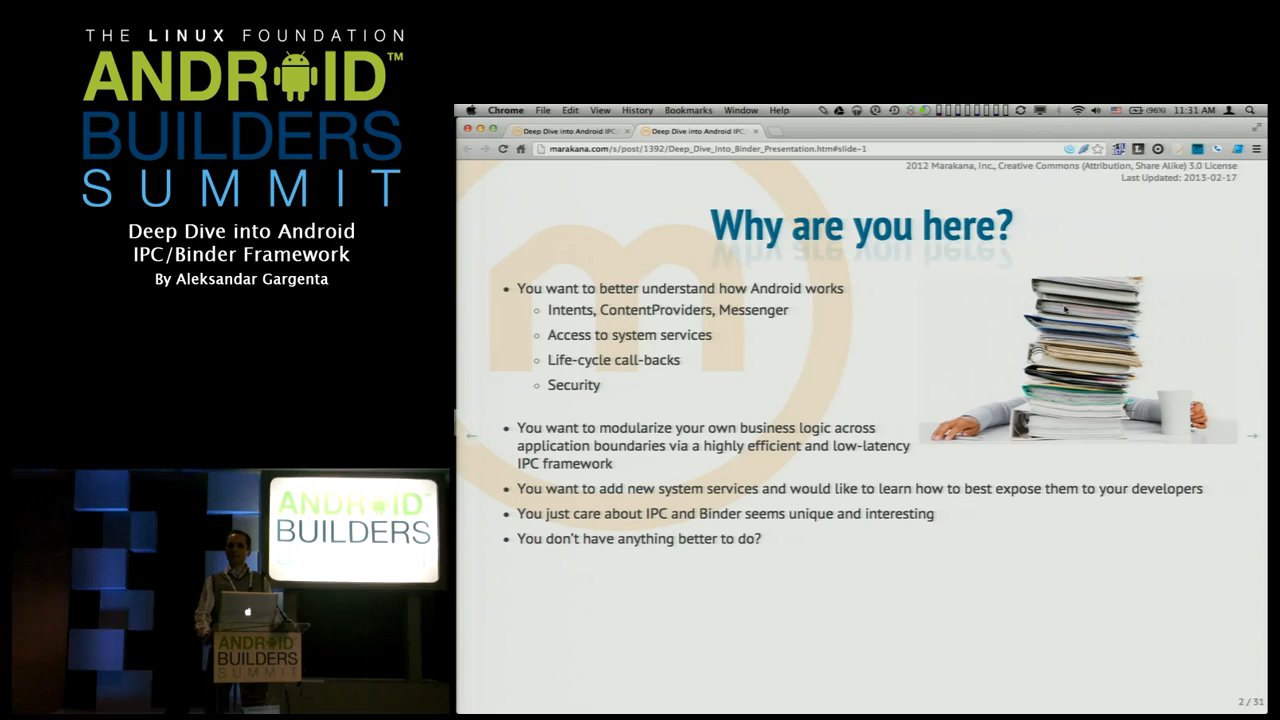 THE LINUX FOUNDATION
ANDROID™
BUILDERS
SUMMIT
Deep Dive into Android
IPC/Binder Framework
By Aleksandar Gargenta
Chrome File Edit View History Bookmarks Window Help (96%) 11:31 AM
Deep Dive into Android IPC/ Deep Dive into Android IPC/
marakana.com/s/post/1392/Deep_Dive_Into_Binder_Presentation.htm#slide-1
2012 Marakana, Inc., Creative Commons (Attribution, Share Alike) 3.0 License
Last Updated: 2013-02-17
Why are you here?
• You want to better understand how Android works
Intents, ContentProviders, Messenger
Access to system services
Life-cycle call-backs
Security
• You want to modularize your own business logic across
application boundaries via a highly efficient and low-latency
IPC framework
• You want to add new system services and would like to learn how to best expose them to your developers
• You just care about IPC and Binder seems unique and interesting
• You don't have anything better to do?
2 / 31
ANDROID™
BUILDERS
ANDROID
BUILDERS
SUMMIT